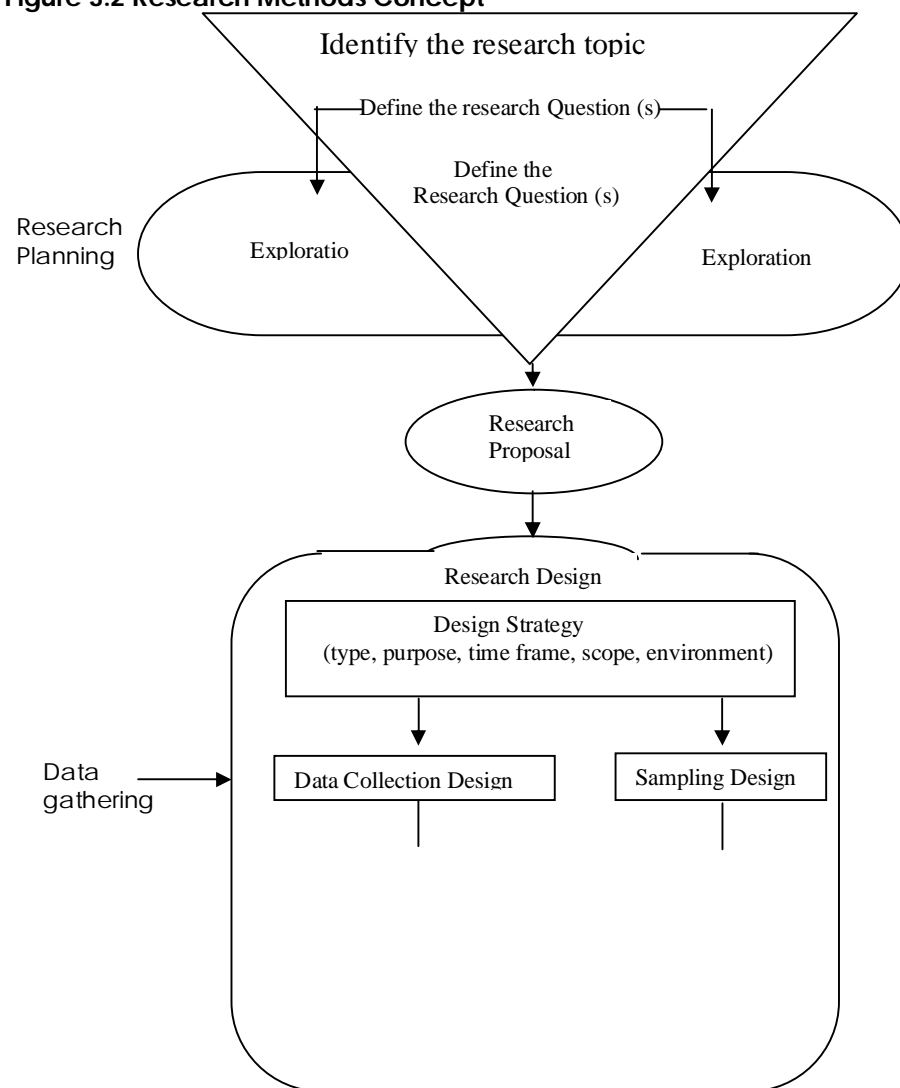 Figure 3.2 Research Methods Concept
Identify the research topic
Define the research Question (s)
Define the
Research Question (s)
Research
Planning
Exploratio
Exploration
Research
Proposal
Research Design
Design Strategy
(type, purpose, time frame, scope, environment)
Data
gathering
Data Collection Design
Sampling Design